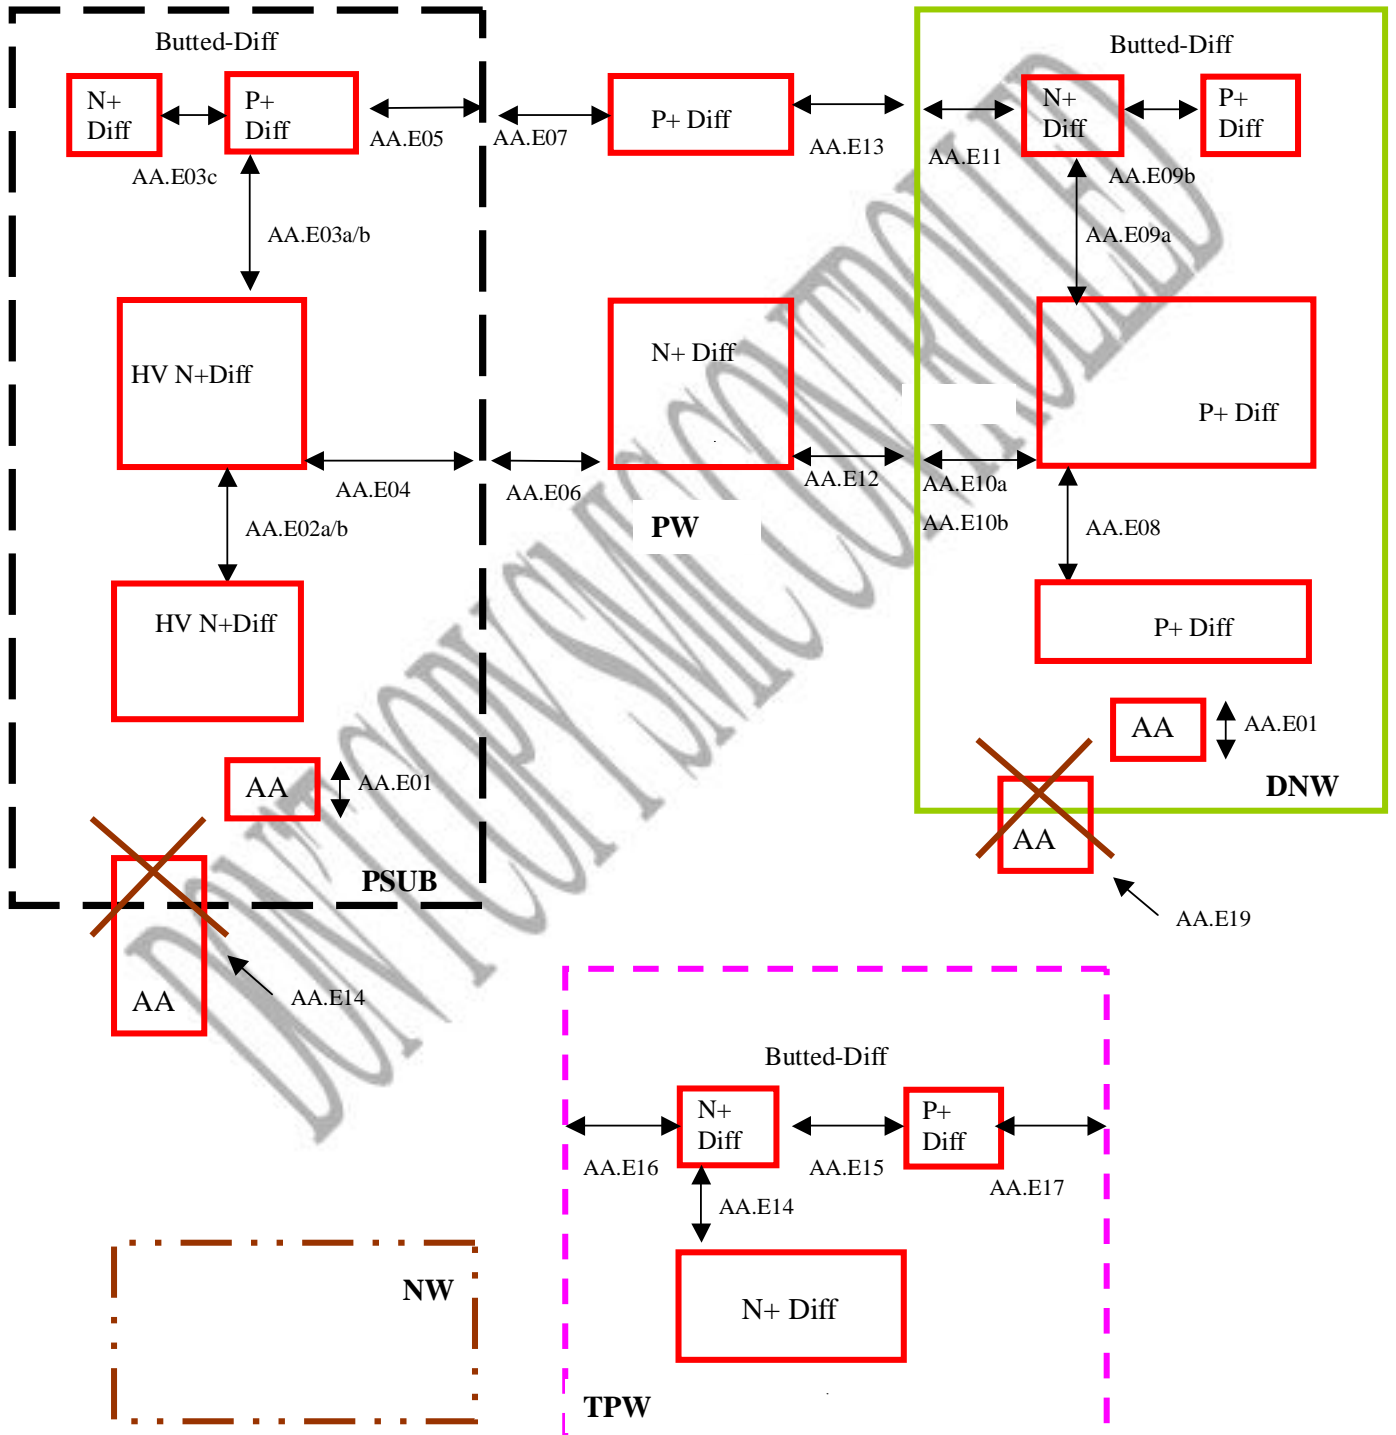 Butted-Diff
N+
Diff
P+
Diff
AA.E05
AA.E03c
AA.E03a/b
HV N+Diff
AA.E04
AA.E02a/b
HV N+Diff
AA
AA.E01
PSUB
AA
AA.E14
AA.E07
P+ Diff
AA.E13
N+ Diff
AA.E06
AA.E12
PW
Butted-Diff
N+
Diff
P+
Diff
AA.E11
AA.E09b
AA.E09a
P+ Diff
AA.E10a
AA.E10b
AA.E08
P+ Diff
AA
AA.E01
DNW
AA
AA.E19
Butted-Diff
N+
Diff
P+
Diff
AA.E16
AA.E15
AA.E17
AA.E14
N+ Diff
TPW
NW
DON'T COPY SMIC CONTROLLED